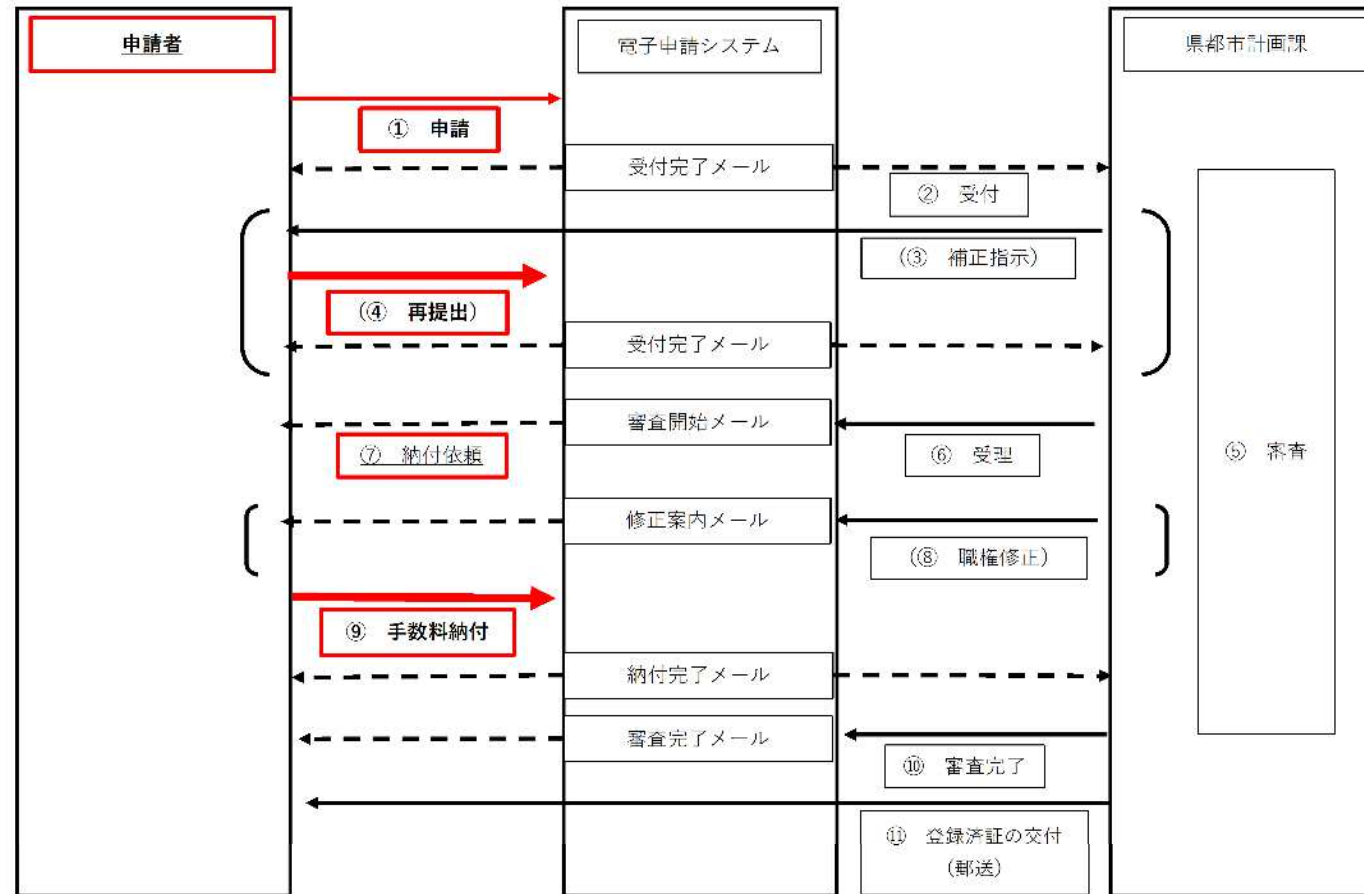 申請者
電子申請システム
県都市計画課
① 申請
受付完了メール
② 受付
(③ 補正指示)
(④ 再提出)
受付完了メール
審査開始メール
⑦ 納付依頼
⑥ 受理
⑤ 審査
修正案内メール
(⑧ 職権修正)
⑨ 手数料納付
納付完了メール
審査完了メール
⑩ 審査完了
⑪ 登録済証の交付
(郵送)